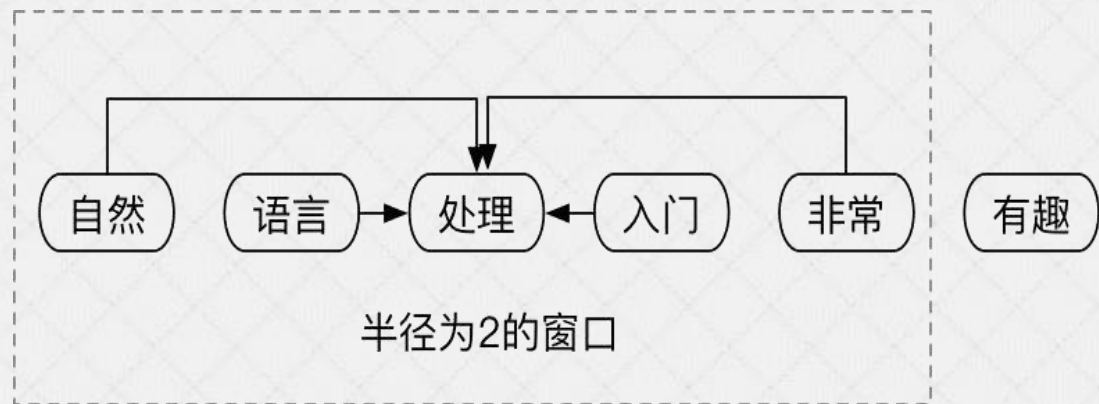 自然 语言 处理 入门 非常 有趣
半径为2的窗口